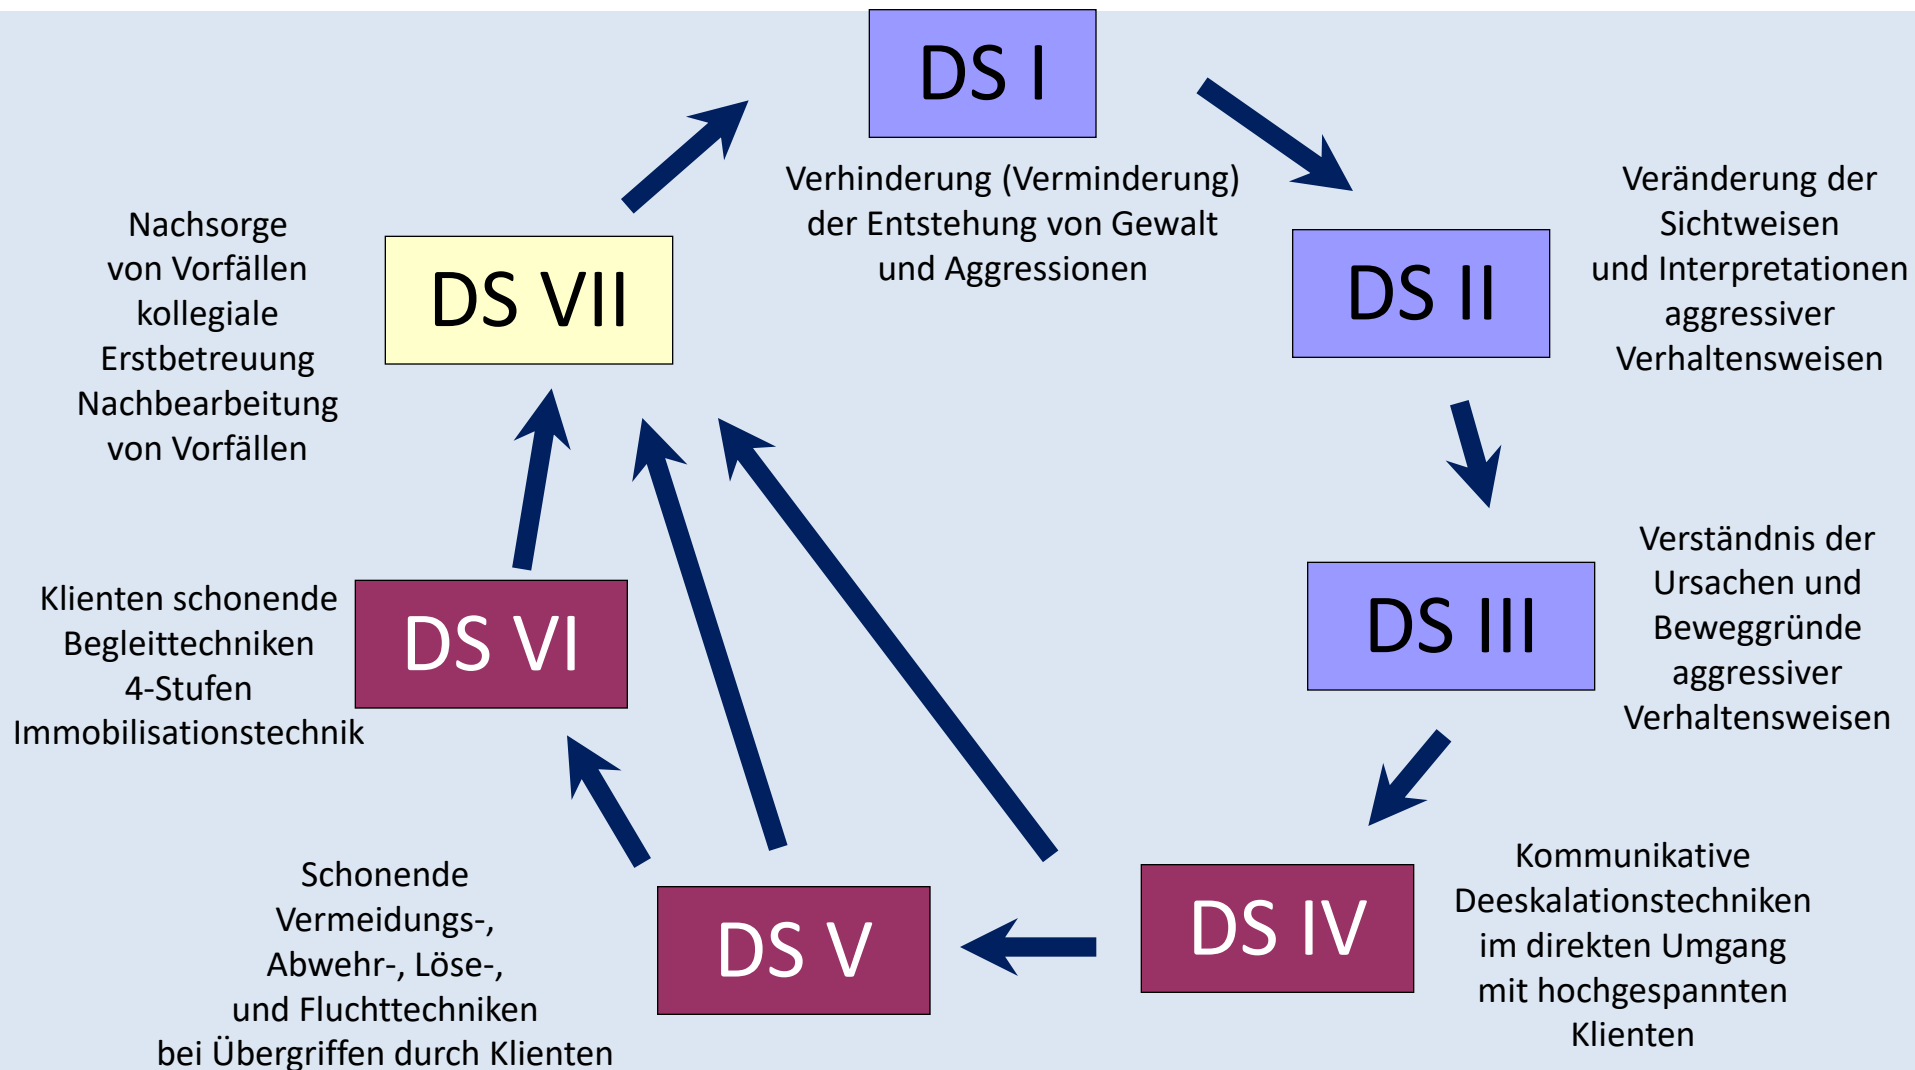 DS I
Verhinderung (Verminderung)
der Entstehung von Gewalt
und Aggressionen
DS II
Veränderung der
Sichtweisen
und Interpretationen
aggressiver
Verhaltensweisen
DS III
Verständnis der
Ursachen und
Beweggründe
aggressiver
Verhaltensweisen
DS IV
Kommunikative
Deeskalationstechniken
im direkten Umgang
mit hochgespannten
Klienten
DS V
Schonende
Vermeidungs-,
Abwehr-, Löse-,
und Fluchttechniken
bei Übergriffen durch Klienten
DS VI
Klienten schonende
Begleittechniken
4-Stufen
Immobilisationstechnik
DS VII
Nachsorge
von Vorfällen
kollegiale
Erstbetreuung
Nachbearbeitung
von Vorfällen